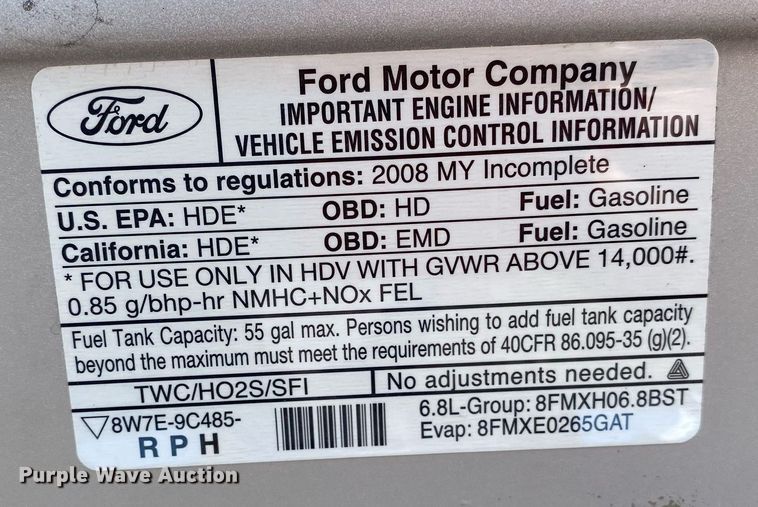 Ford
Ford Motor Company
IMPORTANT ENGINE INFORMATION/
VEHICLE EMISSION CONTROL INFORMATION
Conforms to regulations: 2008 MY Incomplete
U.S. EPA: HDE* OBD: HD Fuel: Gasoline
California: HDE* OBD: EMD Fuel: Gasoline
* FOR USE ONLY IN HDV WITH GVWR ABOVE 14,000#.
0.85 g/bhp-hr NMHC+NOx FEL
Fuel Tank Capacity: 55 gal max. Persons wishing to add fuel tank capacity
beyond the maximum must meet the requirements of 40CFR 86.095-35 (g)(2).
TWC/HO2S/SFI No adjustments needed.
8W7E-9C485- 6.8L-Group: 8FMXH06.8BST
R P H Evap: 8FMXE0265GAT
Purple Wave Auction